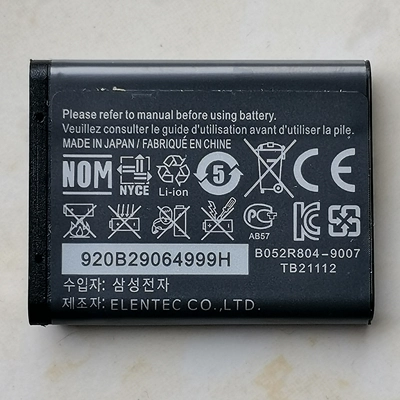 Please refer to manual before using battery.
Veuillez consulter le guide d'utilisation avant d'utiliser la pile.
MADE IN JAPAN / FABRIQUÉ EN CHINE
NOM NYCE Li-ion 5 CE
AB57
B052R804-9007
920B29064999H TB21112
수입자: 삼성전자
제조자: ELENTEC CO.,LTD.